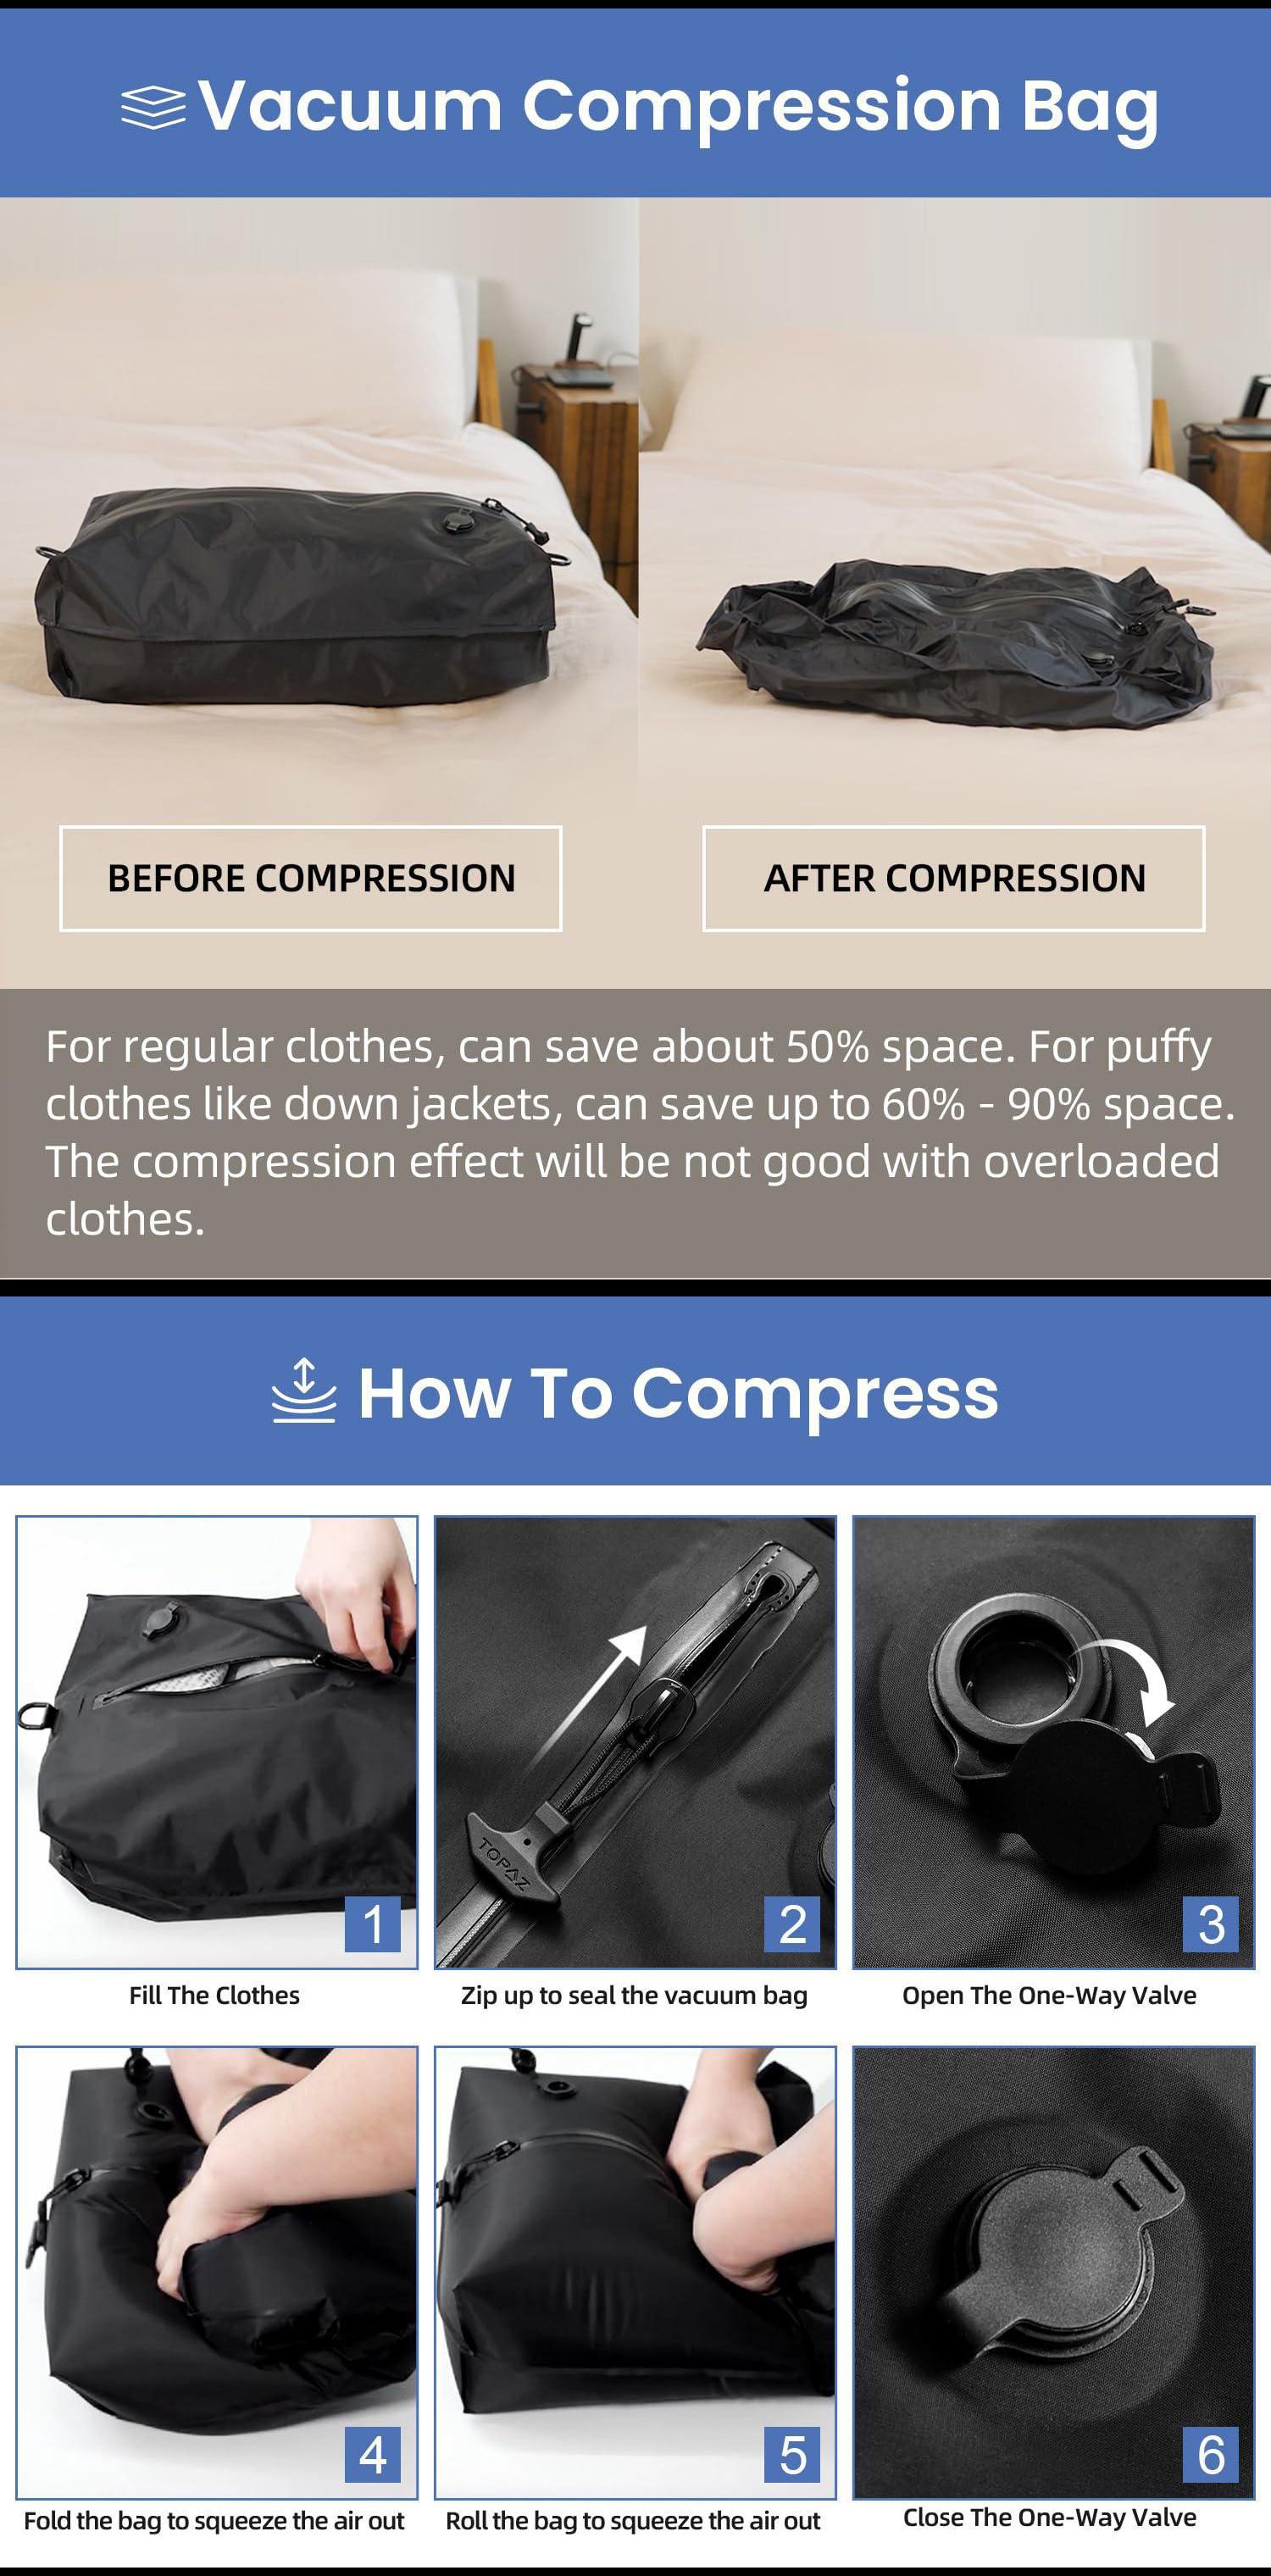 Vacuum Compression Bag
BEFORE COMPRESSION
AFTER COMPRESSION
For regular clothes, can save about 50% space. For puffy
clothes like down jackets, can save up to 60% - 90% space.
The compression effect will be not good with overloaded
clothes.
How To Compress
1
Fill The Clothes
TOPAZ
2
Zip up to seal the vacuum bag
3
Open The One-Way Valve
4
Fold the bag to squeeze the air out
5
Roll the bag to squeeze the air out
6
Close The One-Way Valve